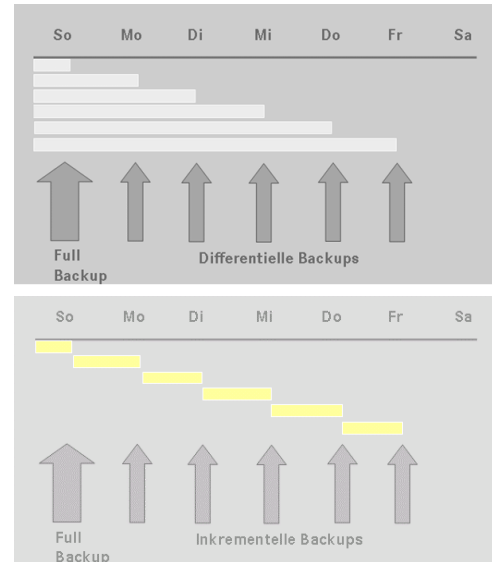 So Mo Di Mi Do Fr Sa
Full
Backup
Differentielle Backups
So Mo Di Mi Do Fr Sa
Full
Backup
Inkrementelle Backups